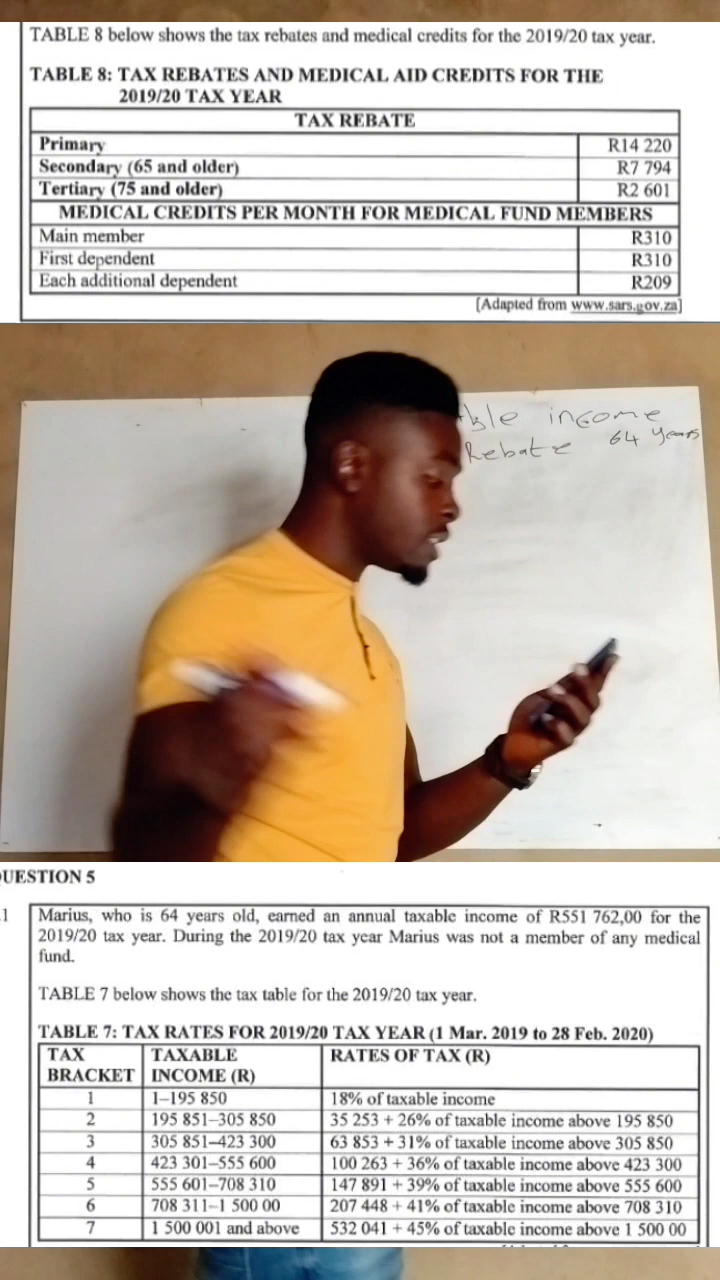 TABLE 8 below shows the tax rebates and medical credits for the 2019/20 tax year.
TABLE 8: TAX REBATES AND MEDICAL AID CREDITS FOR THE
2019/20 TAX YEAR
TAX REBATE
Primary R14 220
Secondary (65 and older) R7 794
Tertiary (75 and older) R2 601
MEDICAL CREDITS PER MONTH FOR MEDICAL FUND MEMBERS
Main member R310
First dependent R310
Each additional dependent R209
[Adapted from www.sars.gov.za]
ble income
Rebate 64 years
UESTION 5
.1 Marius, who is 64 years old, earned an annual taxable income of R551 762,00 for the
2019/20 tax year. During the 2019/20 tax year Marius was not a member of any medical
fund.
TABLE 7 below shows the tax table for the 2019/20 tax year.
TABLE 7: TAX RATES FOR 2019/20 TAX YEAR (1 Mar. 2019 to 28 Feb. 2020)
TAX TAXABLE RATES OF TAX (R)
BRACKET INCOME (R)
1 1–195 850 18% of taxable income
2 195 851–305 850 35 253 + 26% of taxable income above 195 850
3 305 851–423 300 63 853 + 31% of taxable income above 305 850
4 423 301–555 600 100 263 + 36% of taxable income above 423 300
5 555 601–708 310 147 891 + 39% of taxable income above 555 600
6 708 311–1 500 00 207 448 + 41% of taxable income above 708 310
7 1 500 001 and above 532 041 + 45% of taxable income above 1 500 00